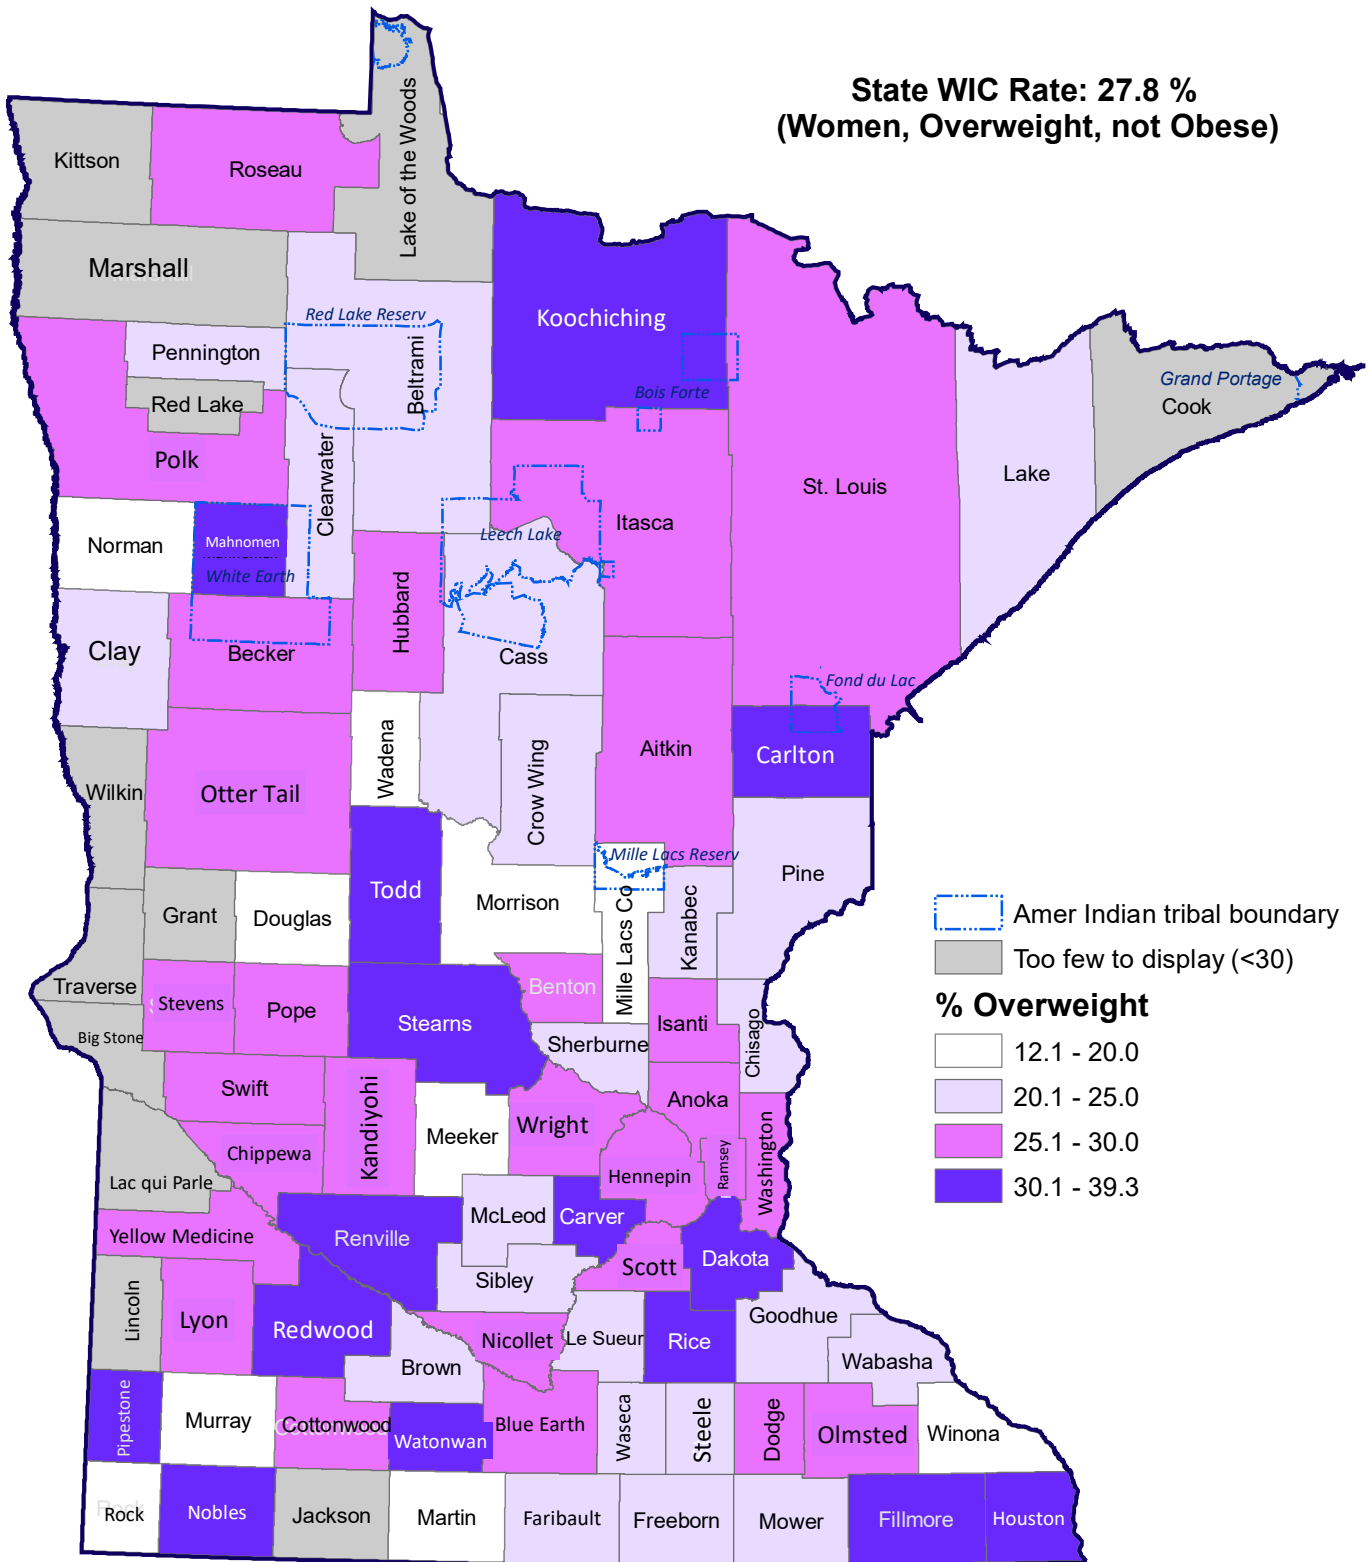 State WIC Rate: 27.8 %
(Women, Overweight, not Obese)
Kittson
Roseau
Lake of the Woods
Marshall
Koochiching
Red Lake Reserv
Pennington
Beltrami
Red Lake
Bois Forte
Grand Portage
Cook
Polk
Clearwater
St. Louis
Lake
Itasca
Norman
Mahnomen
White Earth
Leech Lake
Hubbard
Clay
Becker
Cass
Fond du Lac
Wadena
Aitkin
Carlton
Wilkin
Otter Tail
Crow Wing
Mille Lacs Reserv
Todd
Pine
Grant
Douglas
Morrison
Mille Lacs Co
Kanabec
Amer Indian tribal boundary
Too few to display (<30)
Traverse
Stevens
Pope
Benton
% Overweight
Big Stone
Stearns
Isanti
Sherburne
Chisago
12.1 - 20.0
Swift
Kandiyohi
Anoka
20.1 - 25.0
Meeker
Wright
Washington
25.1 - 30.0
Chippewa
Ramsey
Lac qui Parle
Hennepin
30.1 - 39.3
McLeod
Carver
Yellow Medicine
Renville
Dakota
Scott
Sibley
Lincoln
Lyon
Redwood
Goodhue
Nicollet
Le Sueur
Rice
Brown
Wabasha
Pipestone
Murray
Cottonwood
Watonwan
Blue Earth
Waseca
Steele
Dodge
Olmsted
Winona
Rock
Nobles
Jackson
Martin
Faribault
Freeborn
Mower
Fillmore
Houston